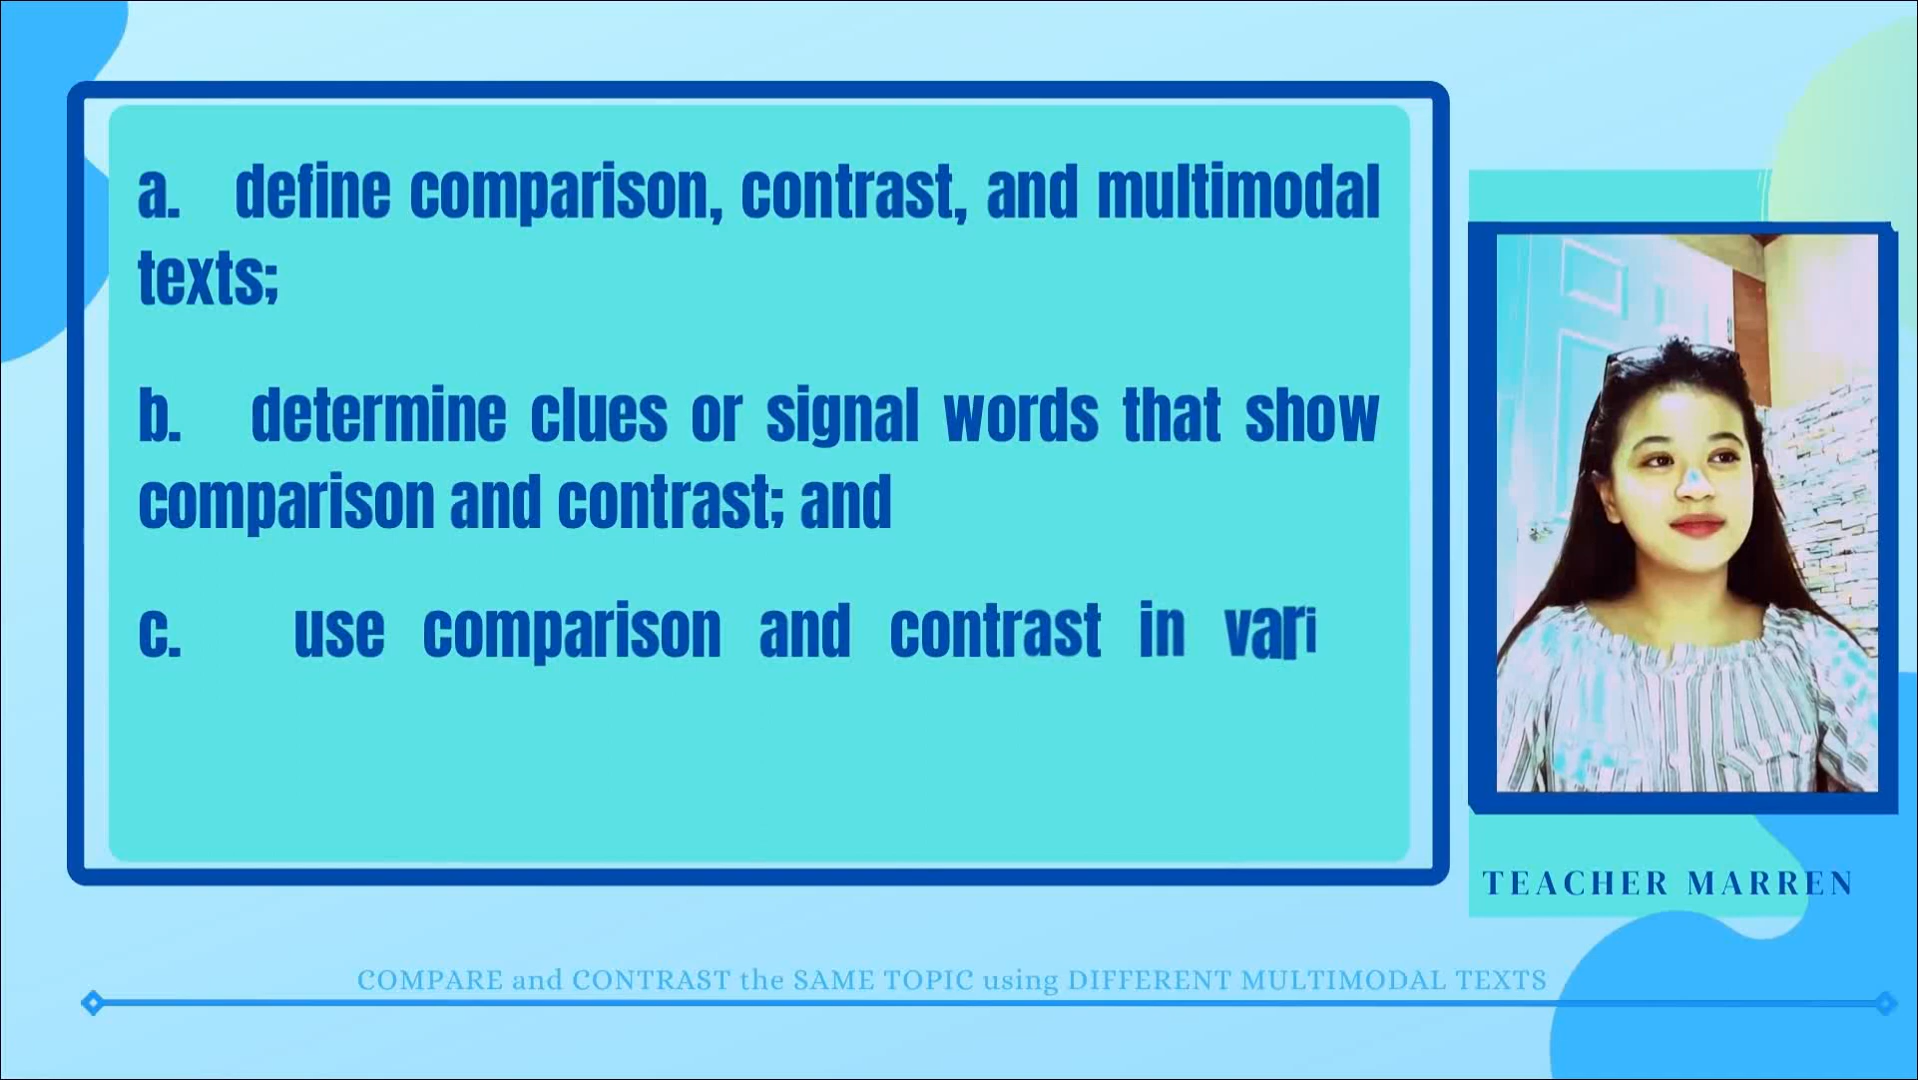 a. define comparison, contrast, and multimodal
texts;
b. determine clues or signal words that show
comparison and contrast; and
c. use comparison and contrast in vari
TEACHER MARREN
COMPARE and CONTRAST the SAME TOPIC using DIFFERENT MULTIMODAL TEXTS